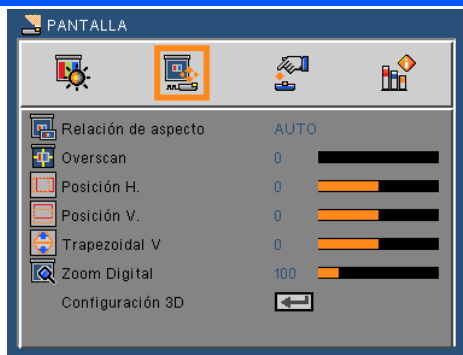 PANTALLA
Relación de aspecto AUTO
Overscan 0
Posición H. 0
Posición V. 0
Trapezoidal V 0
Zoom Digital 100
Configuración 3D